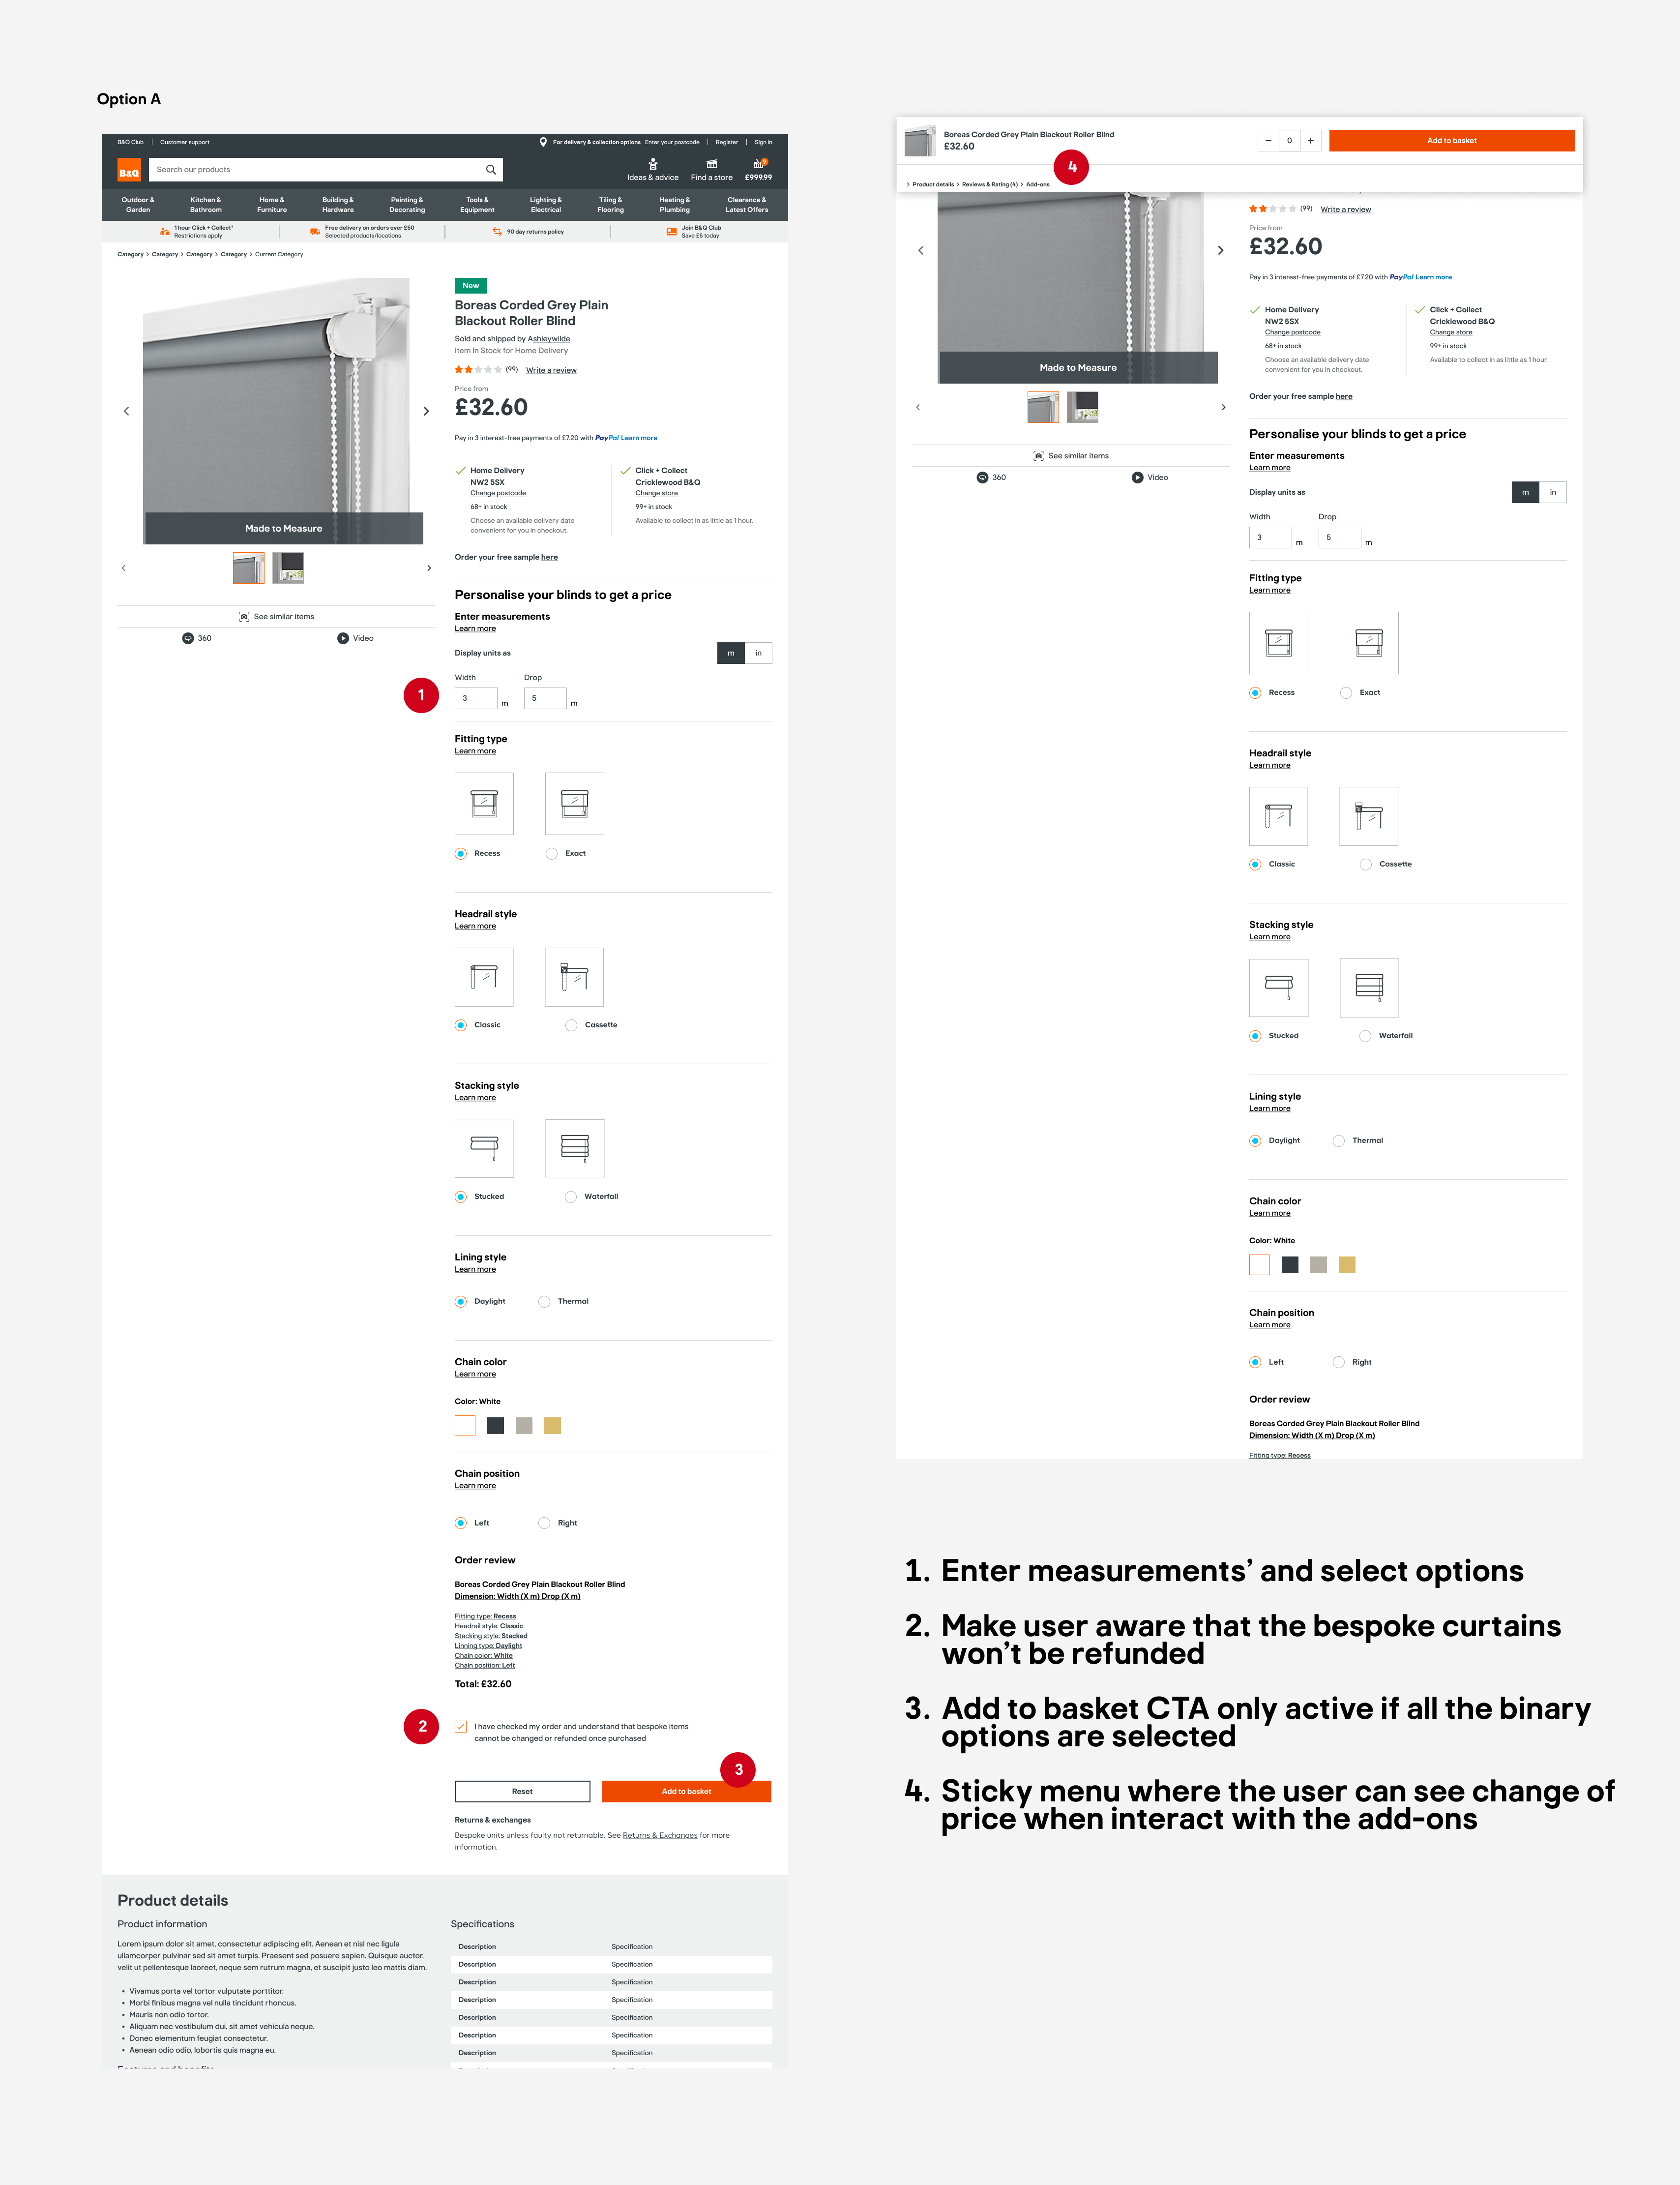 Option A
B&Q Club | Customer support
For delivery & collection options Enter your postcode | Register | Sign in
B&Q
Search our products
Ideas & advice
Find a store
9
£999.99
Outdoor &
Garden
Kitchen &
Bathroom
Home &
Furniture
Building &
Hardware
Painting &
Decorating
Tools &
Equipment
Lighting &
Electrical
Tiling &
Flooring
Heating &
Plumbing
Clearance &
Latest Offers
1 hour Click + Collect*
Restrictions apply
Free delivery on orders over £50
Selected products/locations
90 day returns policy
Join B&Q Club
Save £5 today
Category > Category > Category > Category > Current Category
Made to Measure
See similar items
360
Video
New
Boreas Corded Grey Plain
Blackout Roller Blind
Sold and shipped by Ashleywilde
Item In Stock for Home Delivery
(99) Write a review
Price from
£32.60
Pay in 3 interest-free payments of £7.20 with PayPal Learn more
Home Delivery
NW2 5SX
Change postcode
68+ in stock
Choose an available delivery date
convenient for you in checkout.
Click + Collect
Cricklewood B&Q
Change store
99+ in stock
Available to collect in as little as 1 hour.
Order your free sample here
Personalise your blinds to get a price
Enter measurements
Learn more
Display units as
m in
1
Width
Drop
3 m
5 m
Fitting type
Learn more
Recess
Exact
Headrail style
Learn more
Classic
Cassette
Stacking style
Learn more
Stucked
Waterfall
Lining style
Learn more
Daylight
Thermal
Chain color
Learn more
Color: White
Chain position
Learn more
Left
Right
Order review
Boreas Corded Grey Plain Blackout Roller Blind
Dimension: Width (X m) Drop (X m)
Fitting type: Recess
Headrail style: Classic
Stacking style: Stacked
Linning type: Daylight
Chain color: White
Chain position: Left
Total: £32.60
2
I have checked my order and understand that bespoke items
cannot be changed or refunded once purchased
3
Reset
Add to basket
Returns & exchanges
Bespoke units unless faulty not returnable. See Returns & Exchanges for more
information.
Product details
Product information
Lorem ipsum dolor sit amet, consectetur adipiscing elit. Aenean et nisl nec ligula
ullamcorper pulvinar sed sit amet turpis. Praesent sed posuere sapien. Quisque auctor,
velit ut pellentesque laoreet, neque sem rutrum magna, et suscipit justo leo mattis diam.
• Vivamus porta vel tortor vulputate porttitor.
• Morbi finibus magna vel nulla tincidunt rhoncus.
• Mauris non odio tortor.
• Aliquam nec vestibulum dui, sit amet vehicula neque.
• Donec elementum feugiat consectetur.
• Aenean odio odio, lobortis quis magna eu.
Features and benefits
Specifications
Description Specification
Description Specification
Description Specification
Description Specification
Description Specification
Description Specification
Description Specification
Boreas Corded Grey Plain Blackout Roller Blind
£32.60
− 0 +
Add to basket
4
> Product details > Reviews & Rating (4) > Add-ons
Made to Measure
See similar items
360
Video
(99) Write a review
Price from
£32.60
Pay in 3 interest-free payments of £7.20 with PayPal Learn more
Home Delivery
NW2 5SX
Change postcode
68+ in stock
Choose an available delivery date
convenient for you in checkout.
Click + Collect
Cricklewood B&Q
Change store
99+ in stock
Available to collect in as little as 1 hour.
Order your free sample here
Personalise your blinds to get a price
Enter measurements
Learn more
Display units as
m in
Width
Drop
3 m
5 m
Fitting type
Learn more
Recess
Exact
Headrail style
Learn more
Classic
Cassette
Stacking style
Learn more
Stucked
Waterfall
Lining style
Learn more
Daylight
Thermal
Chain color
Learn more
Color: White
Chain position
Learn more
Left
Right
Order review
Boreas Corded Grey Plain Blackout Roller Blind
Dimension: Width (X m) Drop (X m)
Fitting type: Recess
1. Enter measurements’ and select options
2. Make user aware that the bespoke curtains
won’t be refunded
3. Add to basket CTA only active if all the binary
options are selected
4. Sticky menu where the user can see change of
price when interact with the add-ons